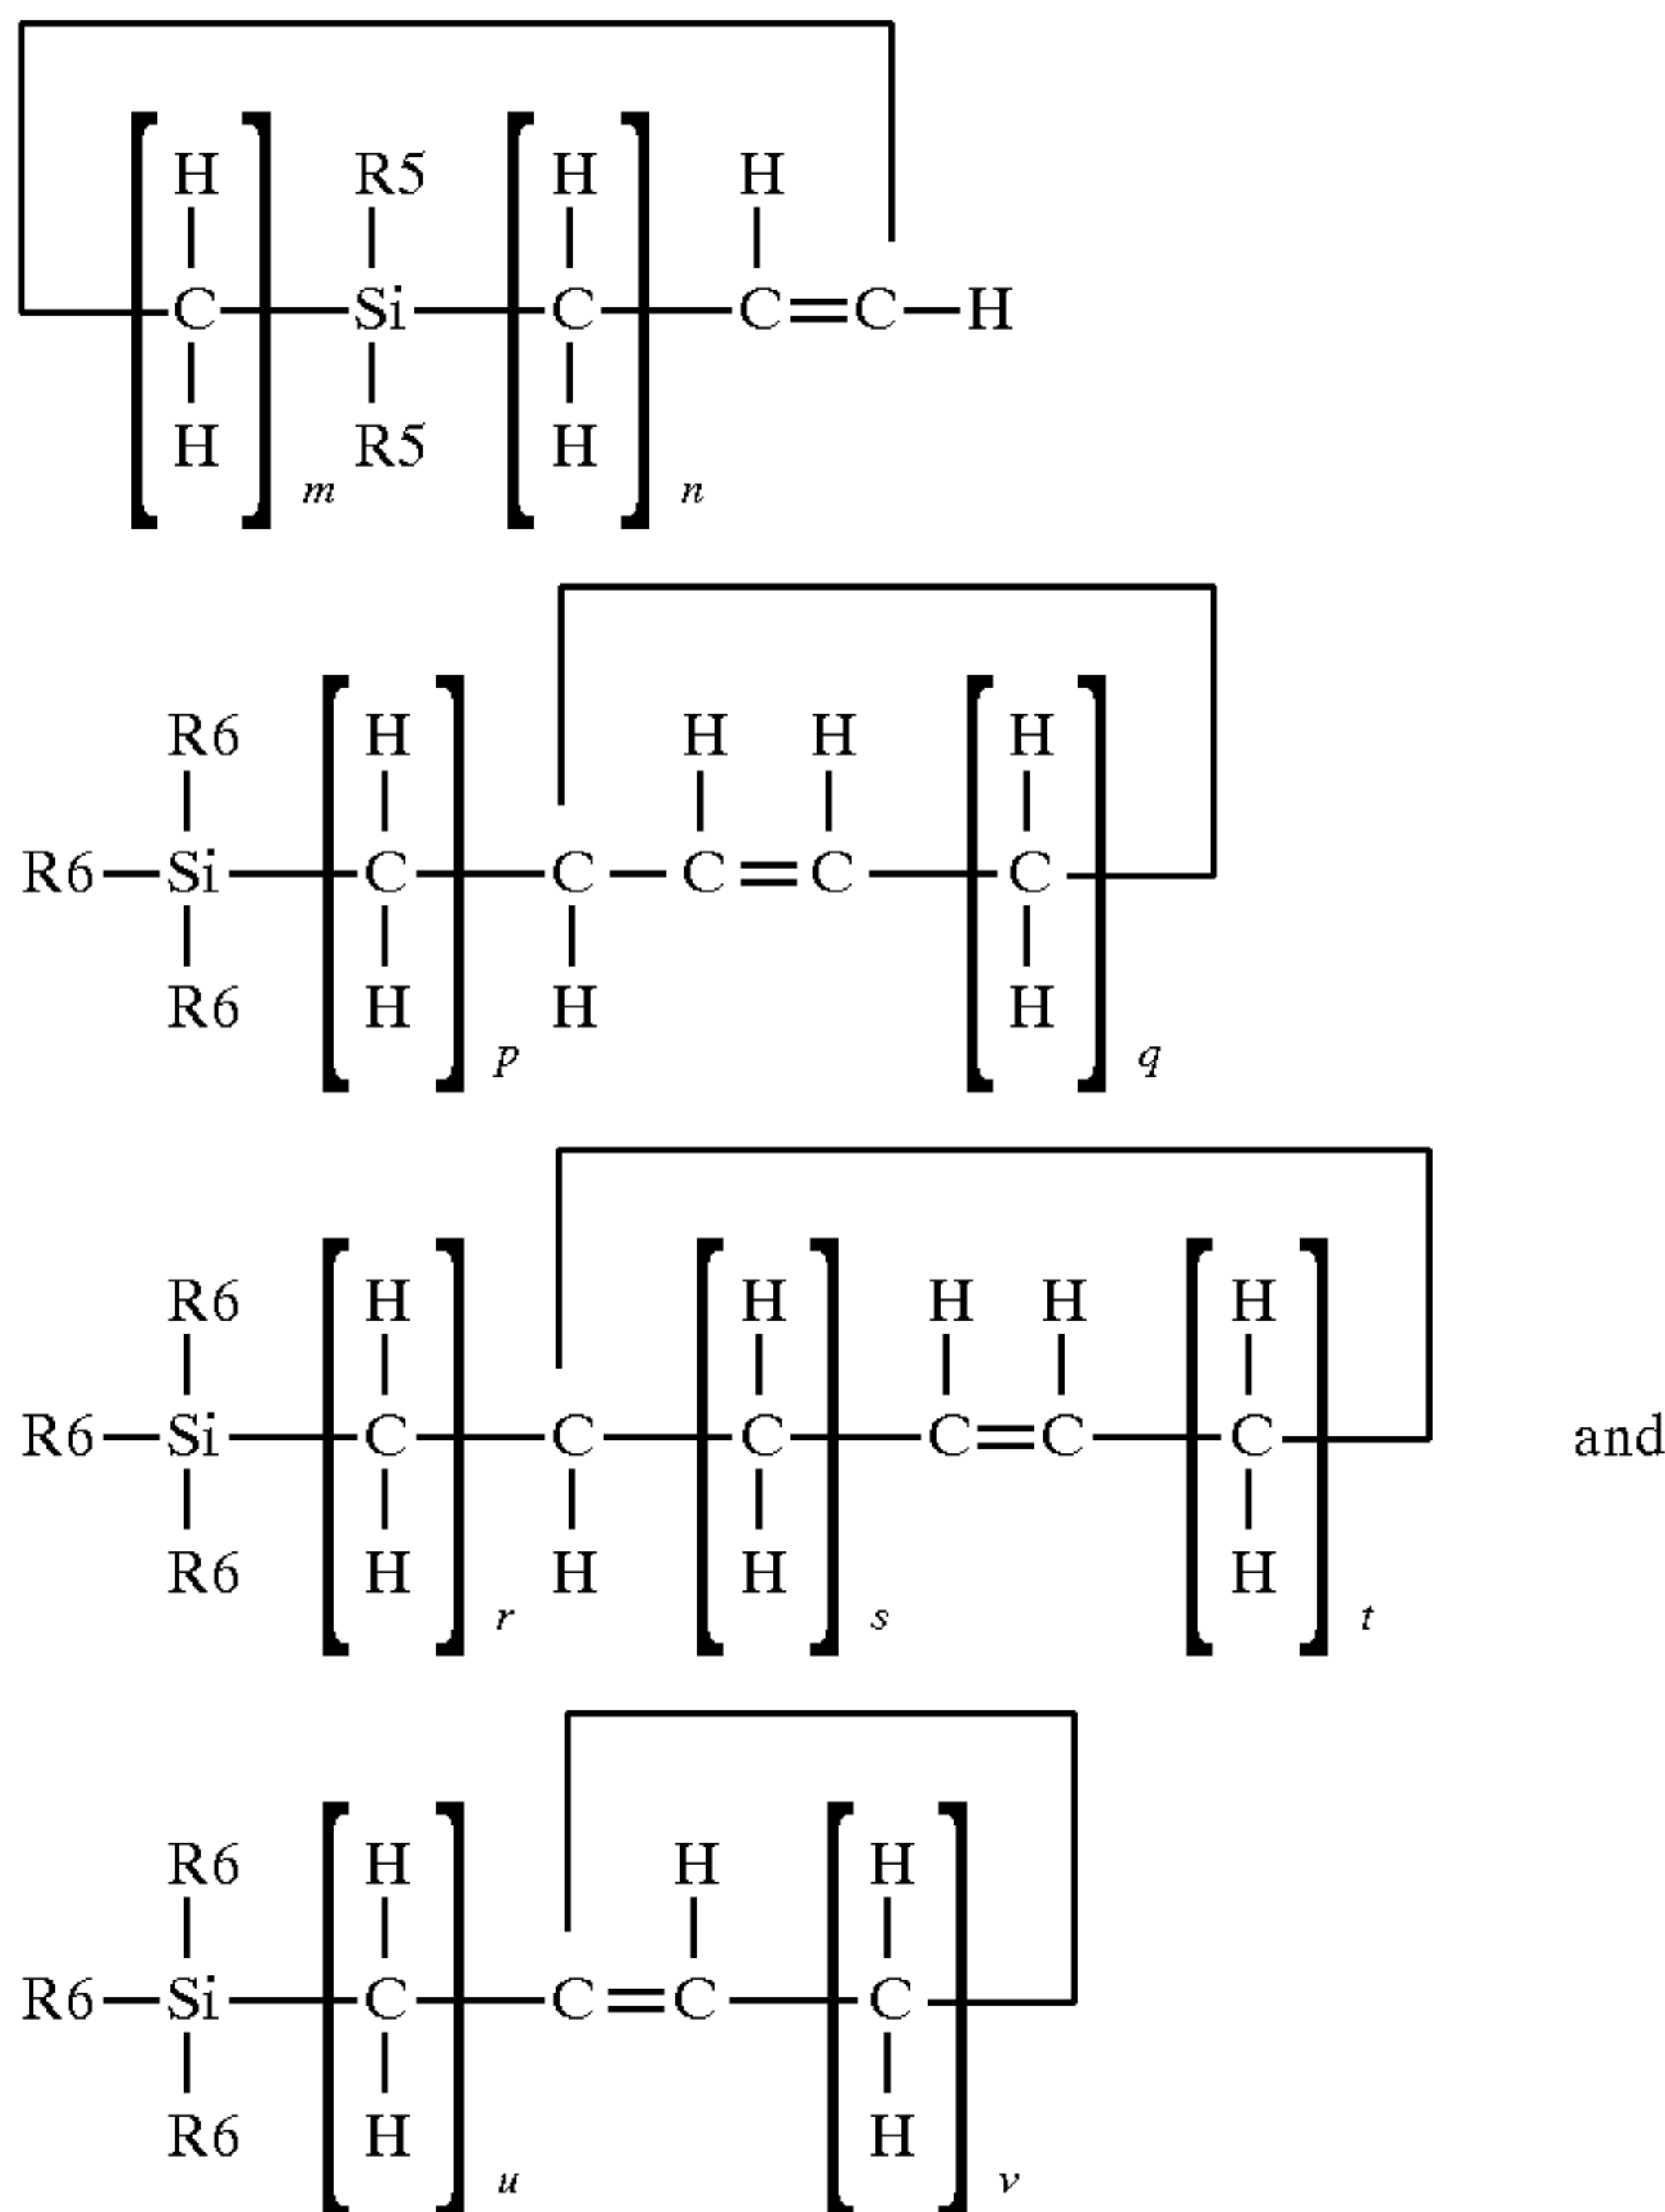 H R5 H H
C Si C C=C—H
H R5 H
m n
R6 H H H H
R6—Si C C C=C C
R6 H H H
p q
R6 H H H H H
R6—Si C C C C=C C and
R6 H H H H
r s t
R6 H H H
R6—Si C C=C C
R6 H H
u v